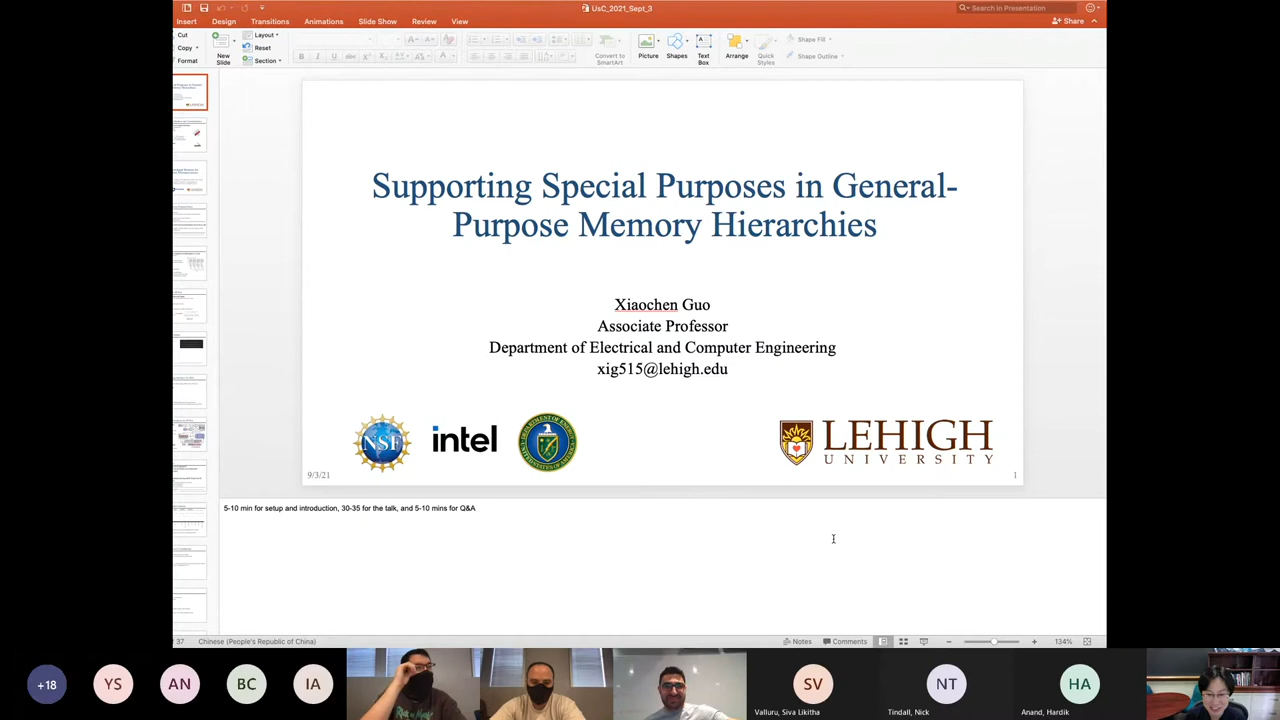 UsC_2021_Sept_3
Search in Presentation
Insert
Design
Transitions
Animations
Slide Show
Review
View
Share
Cut
Copy
Format
New
Slide
Layout
Reset
Section
Convert to
SmartArt
Picture
Shapes
Text
Box
Arrange
Quick
Styles
Shape Fill
Shape Outline
Supporting Special Purposes in General-
Purpose Memory Hierarchies
Xiaochen Guo
Associate Professor
Department of Electrical and Computer Engineering
xig515@lehigh.edu
NSF
intel
LEHIGH
UNIVERSITY
9/3/21
1
5-10 min for setup and introduction, 30-35 for the talk, and 5-10 mins for Q&A
37
Chinese (People's Republic of China)
Notes
Comments
134%
+18
YS
AN
BC
IA
SV
NT
HA
Valluru, Siva Likitha
Tindall, Nick
Anand, Hardik